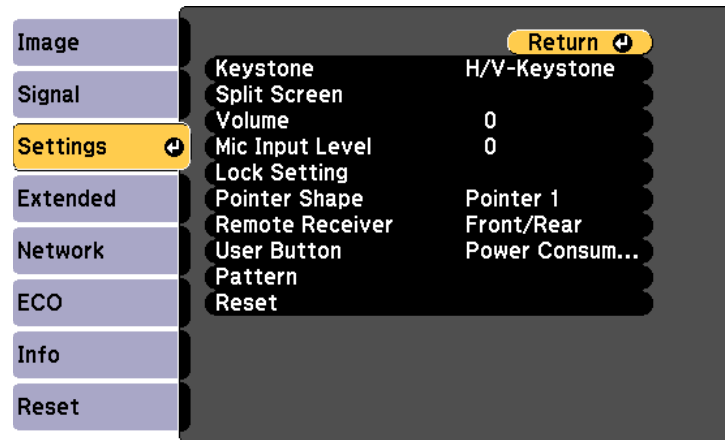 Image
Signal
Settings
Extended
Network
ECO
Info
Reset
Return
Keystone H/V-Keystone
Split Screen
Volume 0
Mic Input Level 0
Lock Setting
Pointer Shape Pointer 1
Remote Receiver Front/Rear
User Button Power Consum...
Pattern
Reset